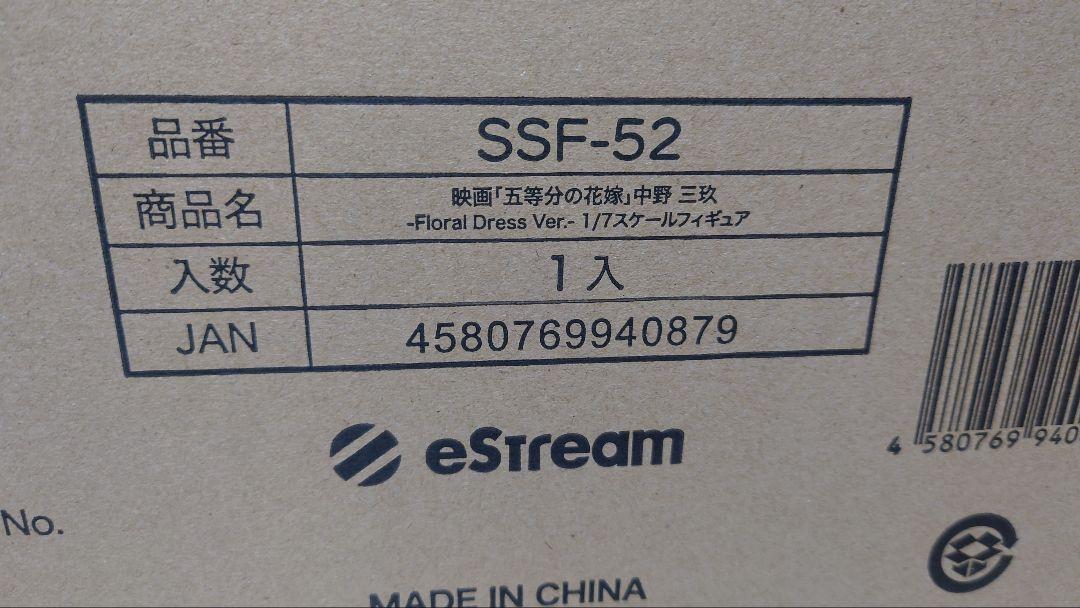 品番 SSF-52
商品名 映画「五等分の花嫁」中野 三玖
-Floral Dress Ver.- 1/7スケールフィギュア
入数 1入
JAN 4580769940879
eStream
4 580769 940
No.
MADE IN CHINA